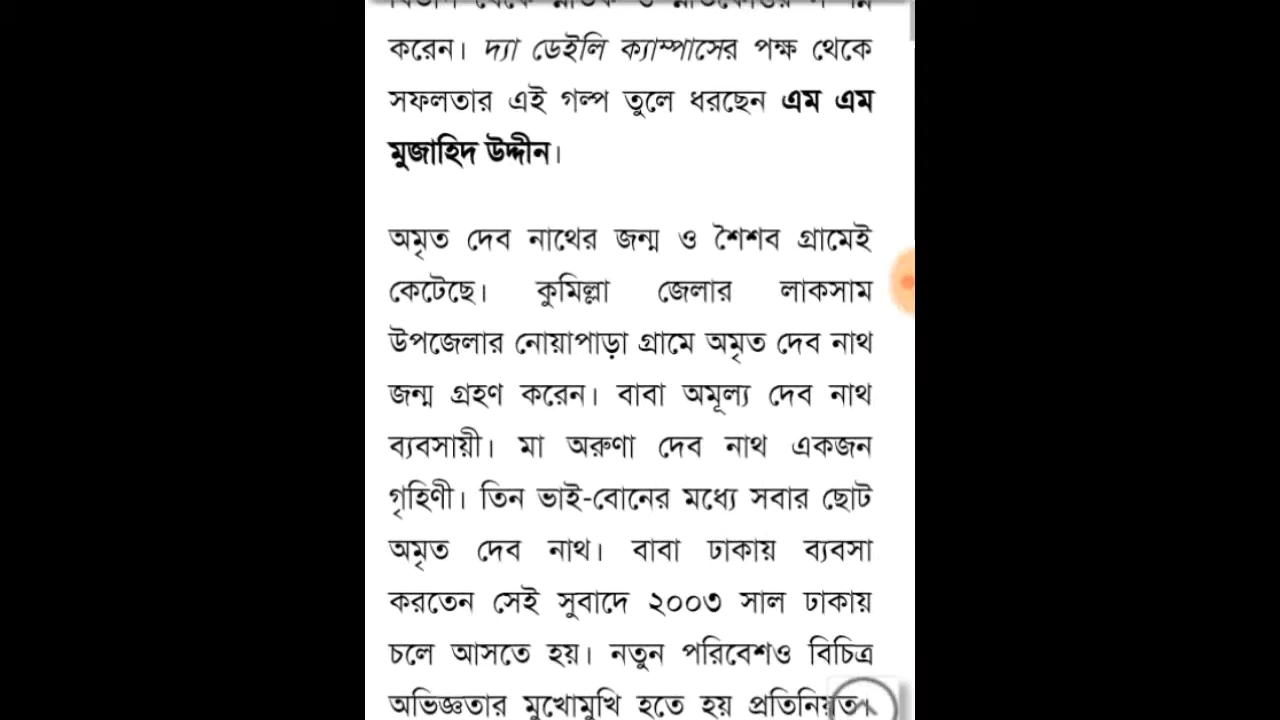 করেন। দ্যা ডেইলি ক্যাম্পাসের পক্ষ থেকে
সফলতার এই গল্প তুলে ধরছেন এম এম
মুজাহিদ উদ্দীন।
অমৃত দেব নাথের জন্ম ও শৈশব গ্রামেই
কেটেছে। কুমিল্লা জেলার লাকসাম
উপজেলার নোয়াপাড়া গ্রামে অমৃত দেব নাথ
জন্ম গ্রহণ করেন। বাবা অমূল্য দেব নাথ
ব্যবসায়ী। মা অরুণা দেব নাথ একজন
গৃহিণী। তিন ভাই-বোনের মধ্যে সবার ছোট
অমৃত দেব নাথ। বাবা ঢাকায় ব্যবসা
করতেন সেই সুবাদে ২০০৩ সাল ঢাকায়
চলে আসতে হয়। নতুন পরিবেশও বিচিত্র
অভিজ্ঞতার মুখোমুখি হতে হয় প্রতিনিয়ত।